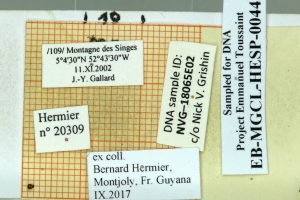 10
/109/ Montagne des Singes
5°4'30"N 52°43'30"W
11.XI.2002
J.-Y. Gallard
Hermier
n° 20309
ex coll.
Bernard Hermier,
Montjoly, Fr. Guyana
IX.2017
DNA sample ID:
NVG-18065E02
c/o Nick V. Grishin
Sampled for DNA
Project Emmanuel Toussaint
EB-MGCL-HESP-0044